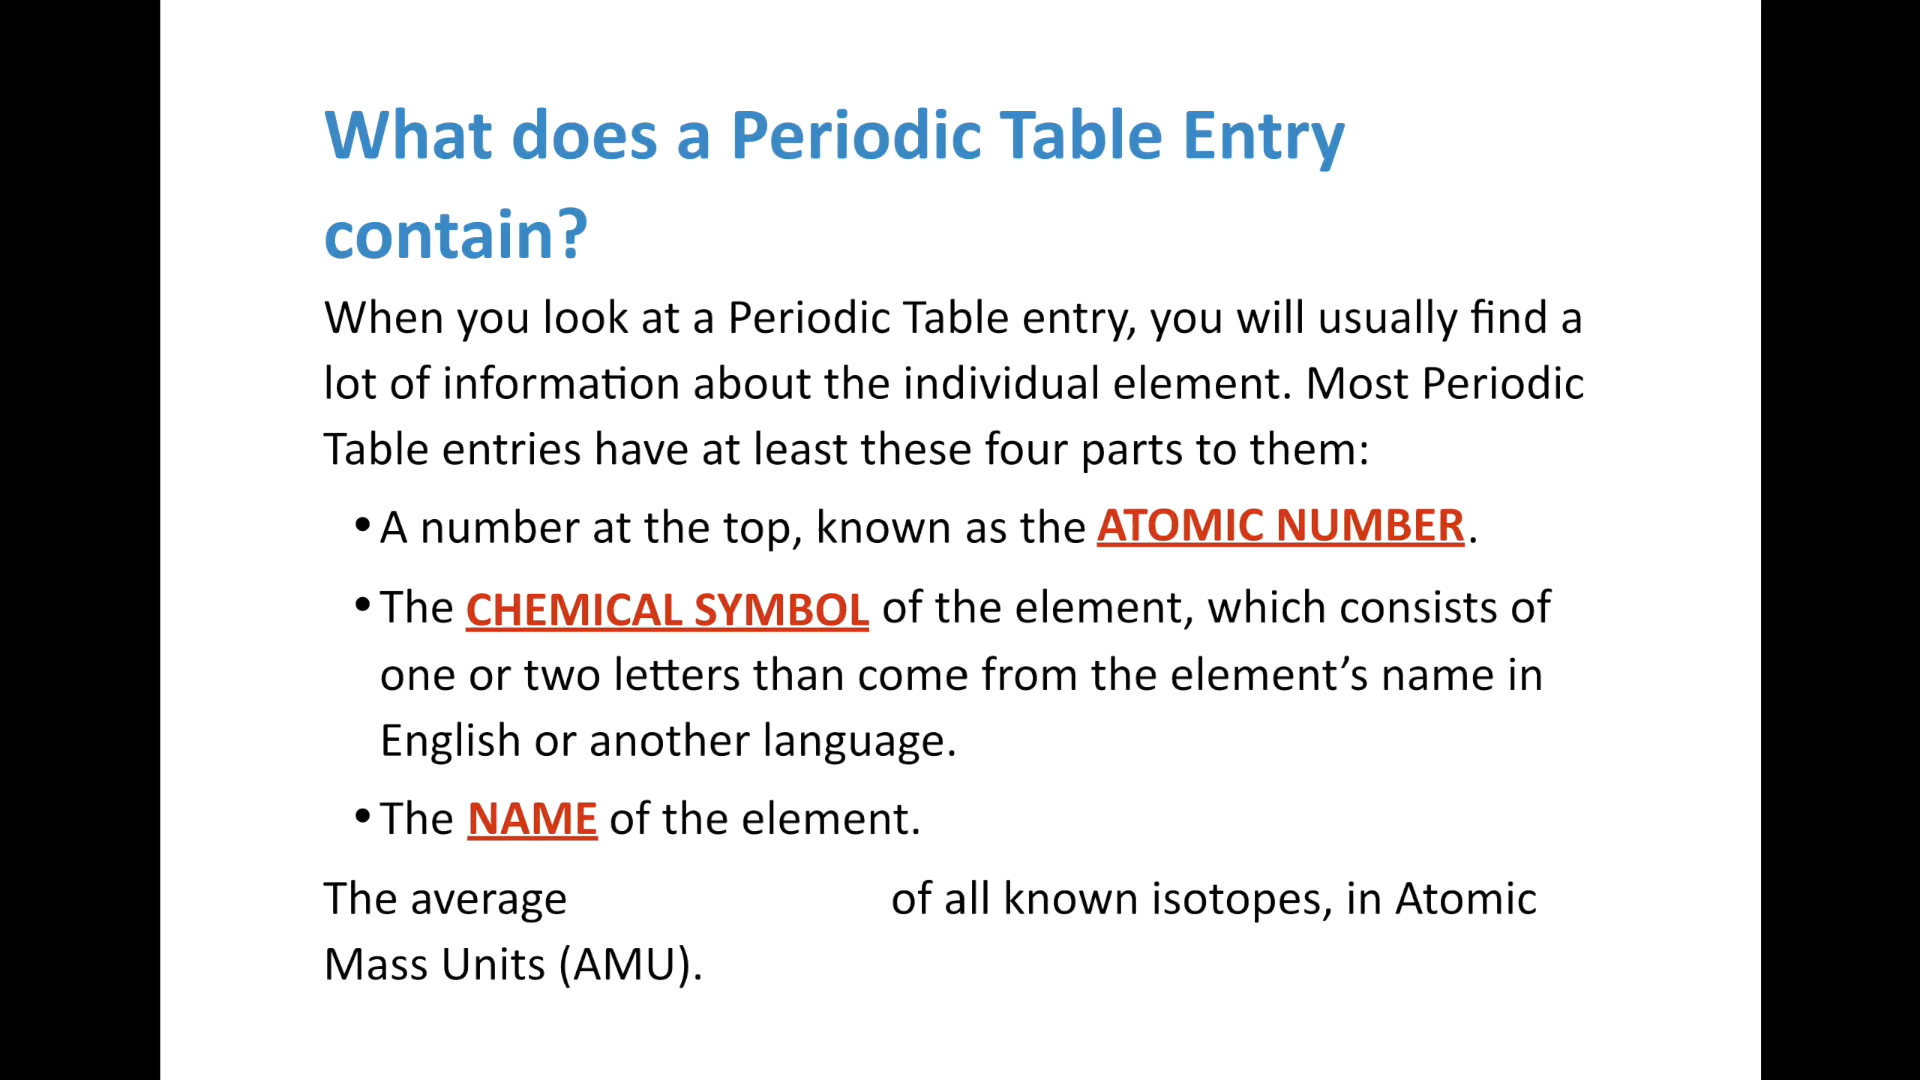 What does a Periodic Table Entry
contain?
When you look at a Periodic Table entry, you will usually find a
lot of information about the individual element. Most Periodic
Table entries have at least these four parts to them:
• A number at the top, known as the ATOMIC NUMBER.
• The CHEMICAL SYMBOL of the element, which consists of
one or two letters than come from the element’s name in
English or another language.
• The NAME of the element.
The average of all known isotopes, in Atomic
Mass Units (AMU).